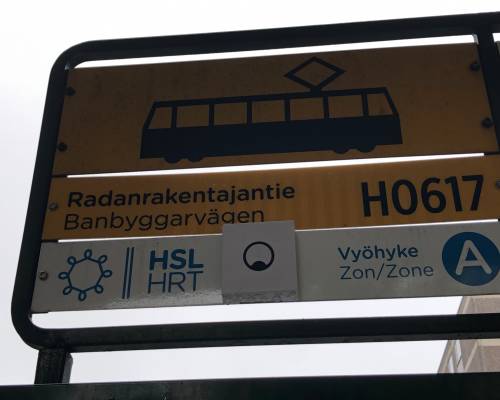 Radanrakentajantie
Banbyggarvägen
H0617
HSL
HRT
Vyöhyke
Zon/Zone
A